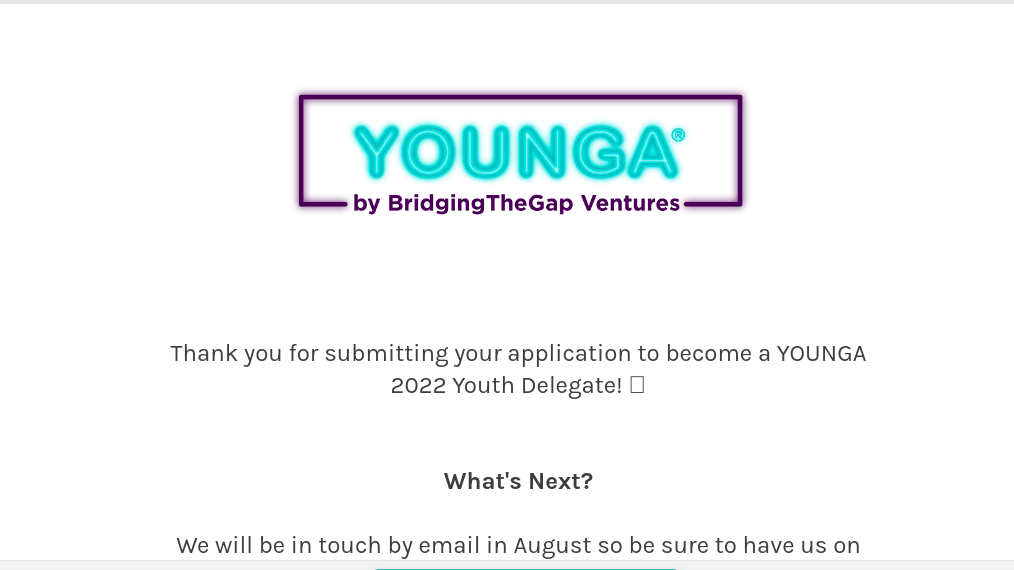 YOUNGA®
by BridgingTheGap Ventures
Thank you for submitting your application to become a YOUNGA
2022 Youth Delegate!
What's Next?
We will be in touch by email in August so be sure to have us on